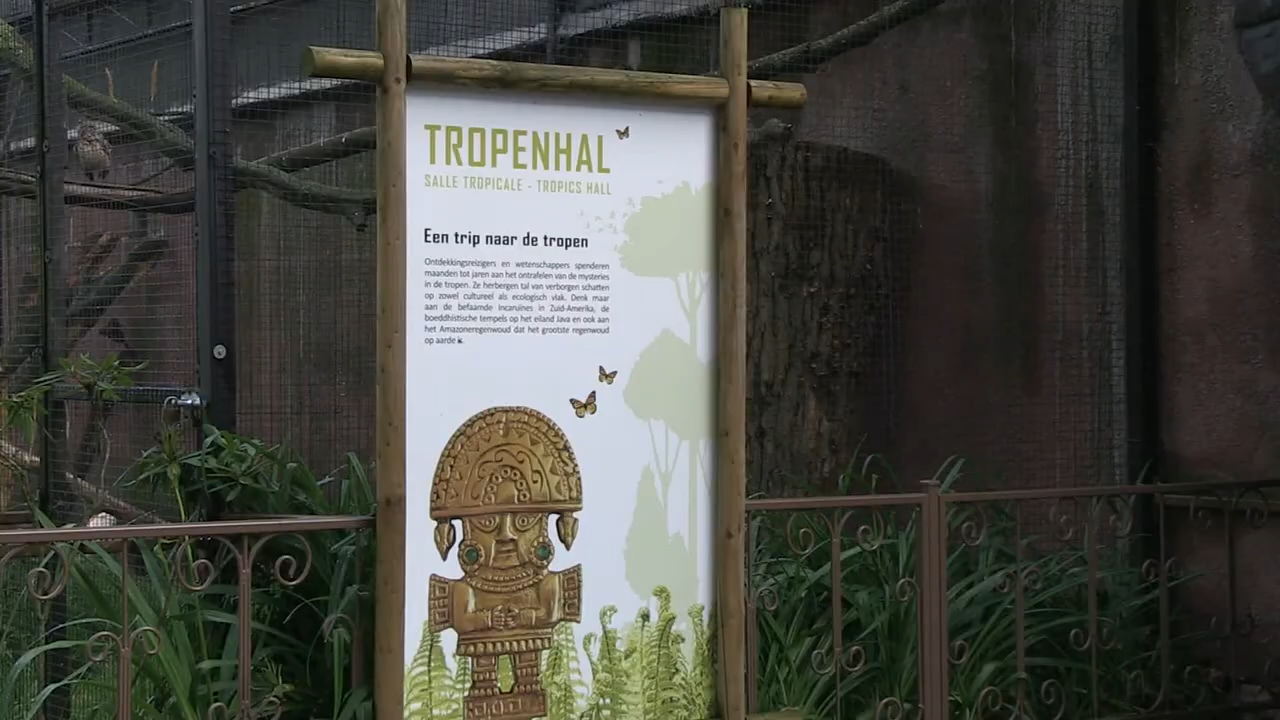 TROPENHAL
SALLE TROPICALE - TROPICS HALL
Een trip naar de tropen
Ontdekkingsreizigers en wetenschappers spenderen
maanden tot jaren aan het ontrafelen van de mysteries
in de tropen. Ze herbergen tal van verborgen schatten
op zowel cultureel als ecologisch vlak. Denk maar
aan de befaamde Incaruïnes in Zuid-Amerika, de
boeddhistische tempels op het eiland Java en ook aan
het Amazoneregenwoud dat het grootste regenwoud
op aarde is.